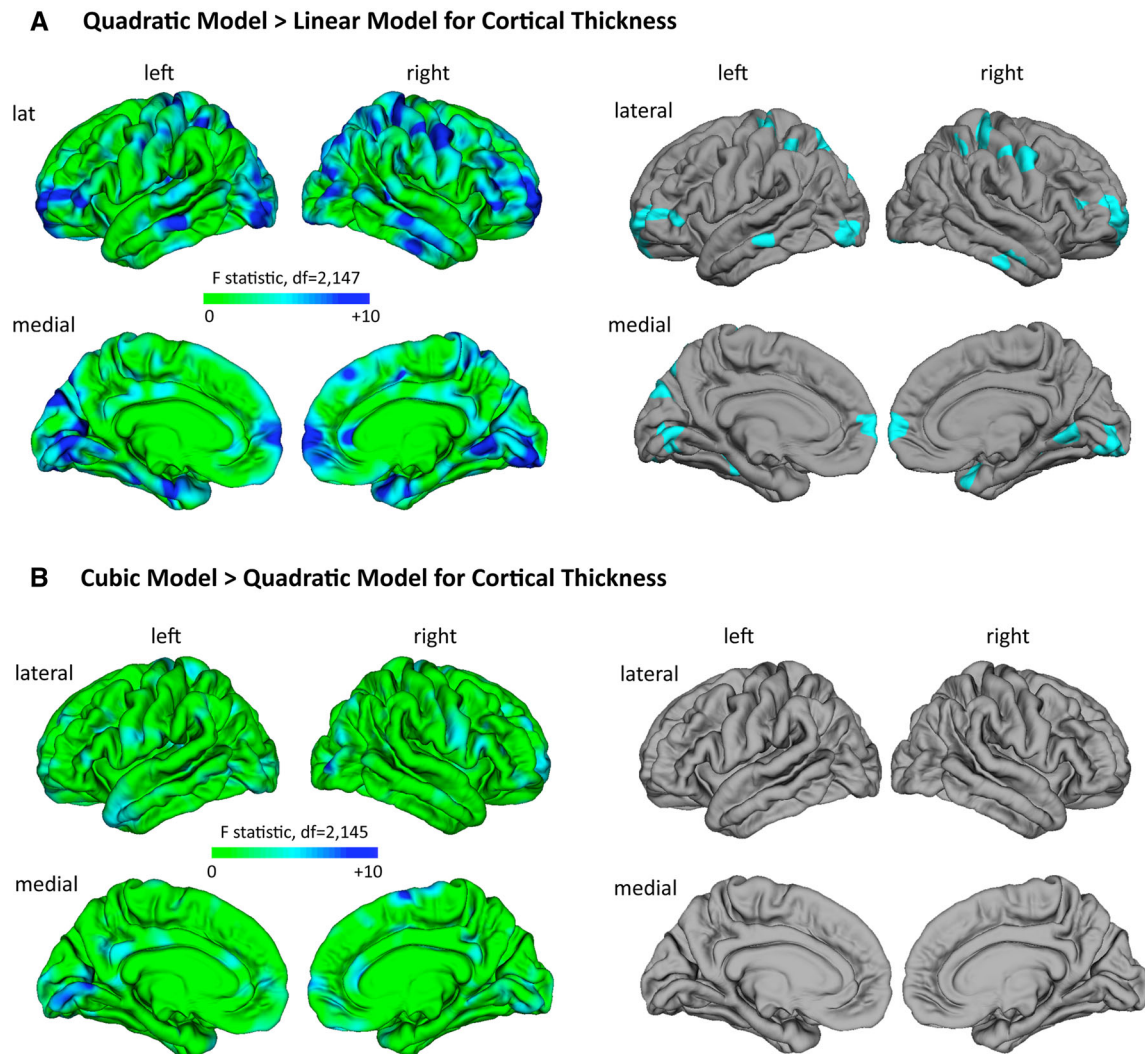 A Quadratic Model > Linear Model for Cortical Thickness
left right left right
lat lateral
F statistic, df=2,147
0 +10
medial medial
B Cubic Model > Quadratic Model for Cortical Thickness
left right left right
lateral lateral
F statistic, df=2,145
0 +10
medial medial